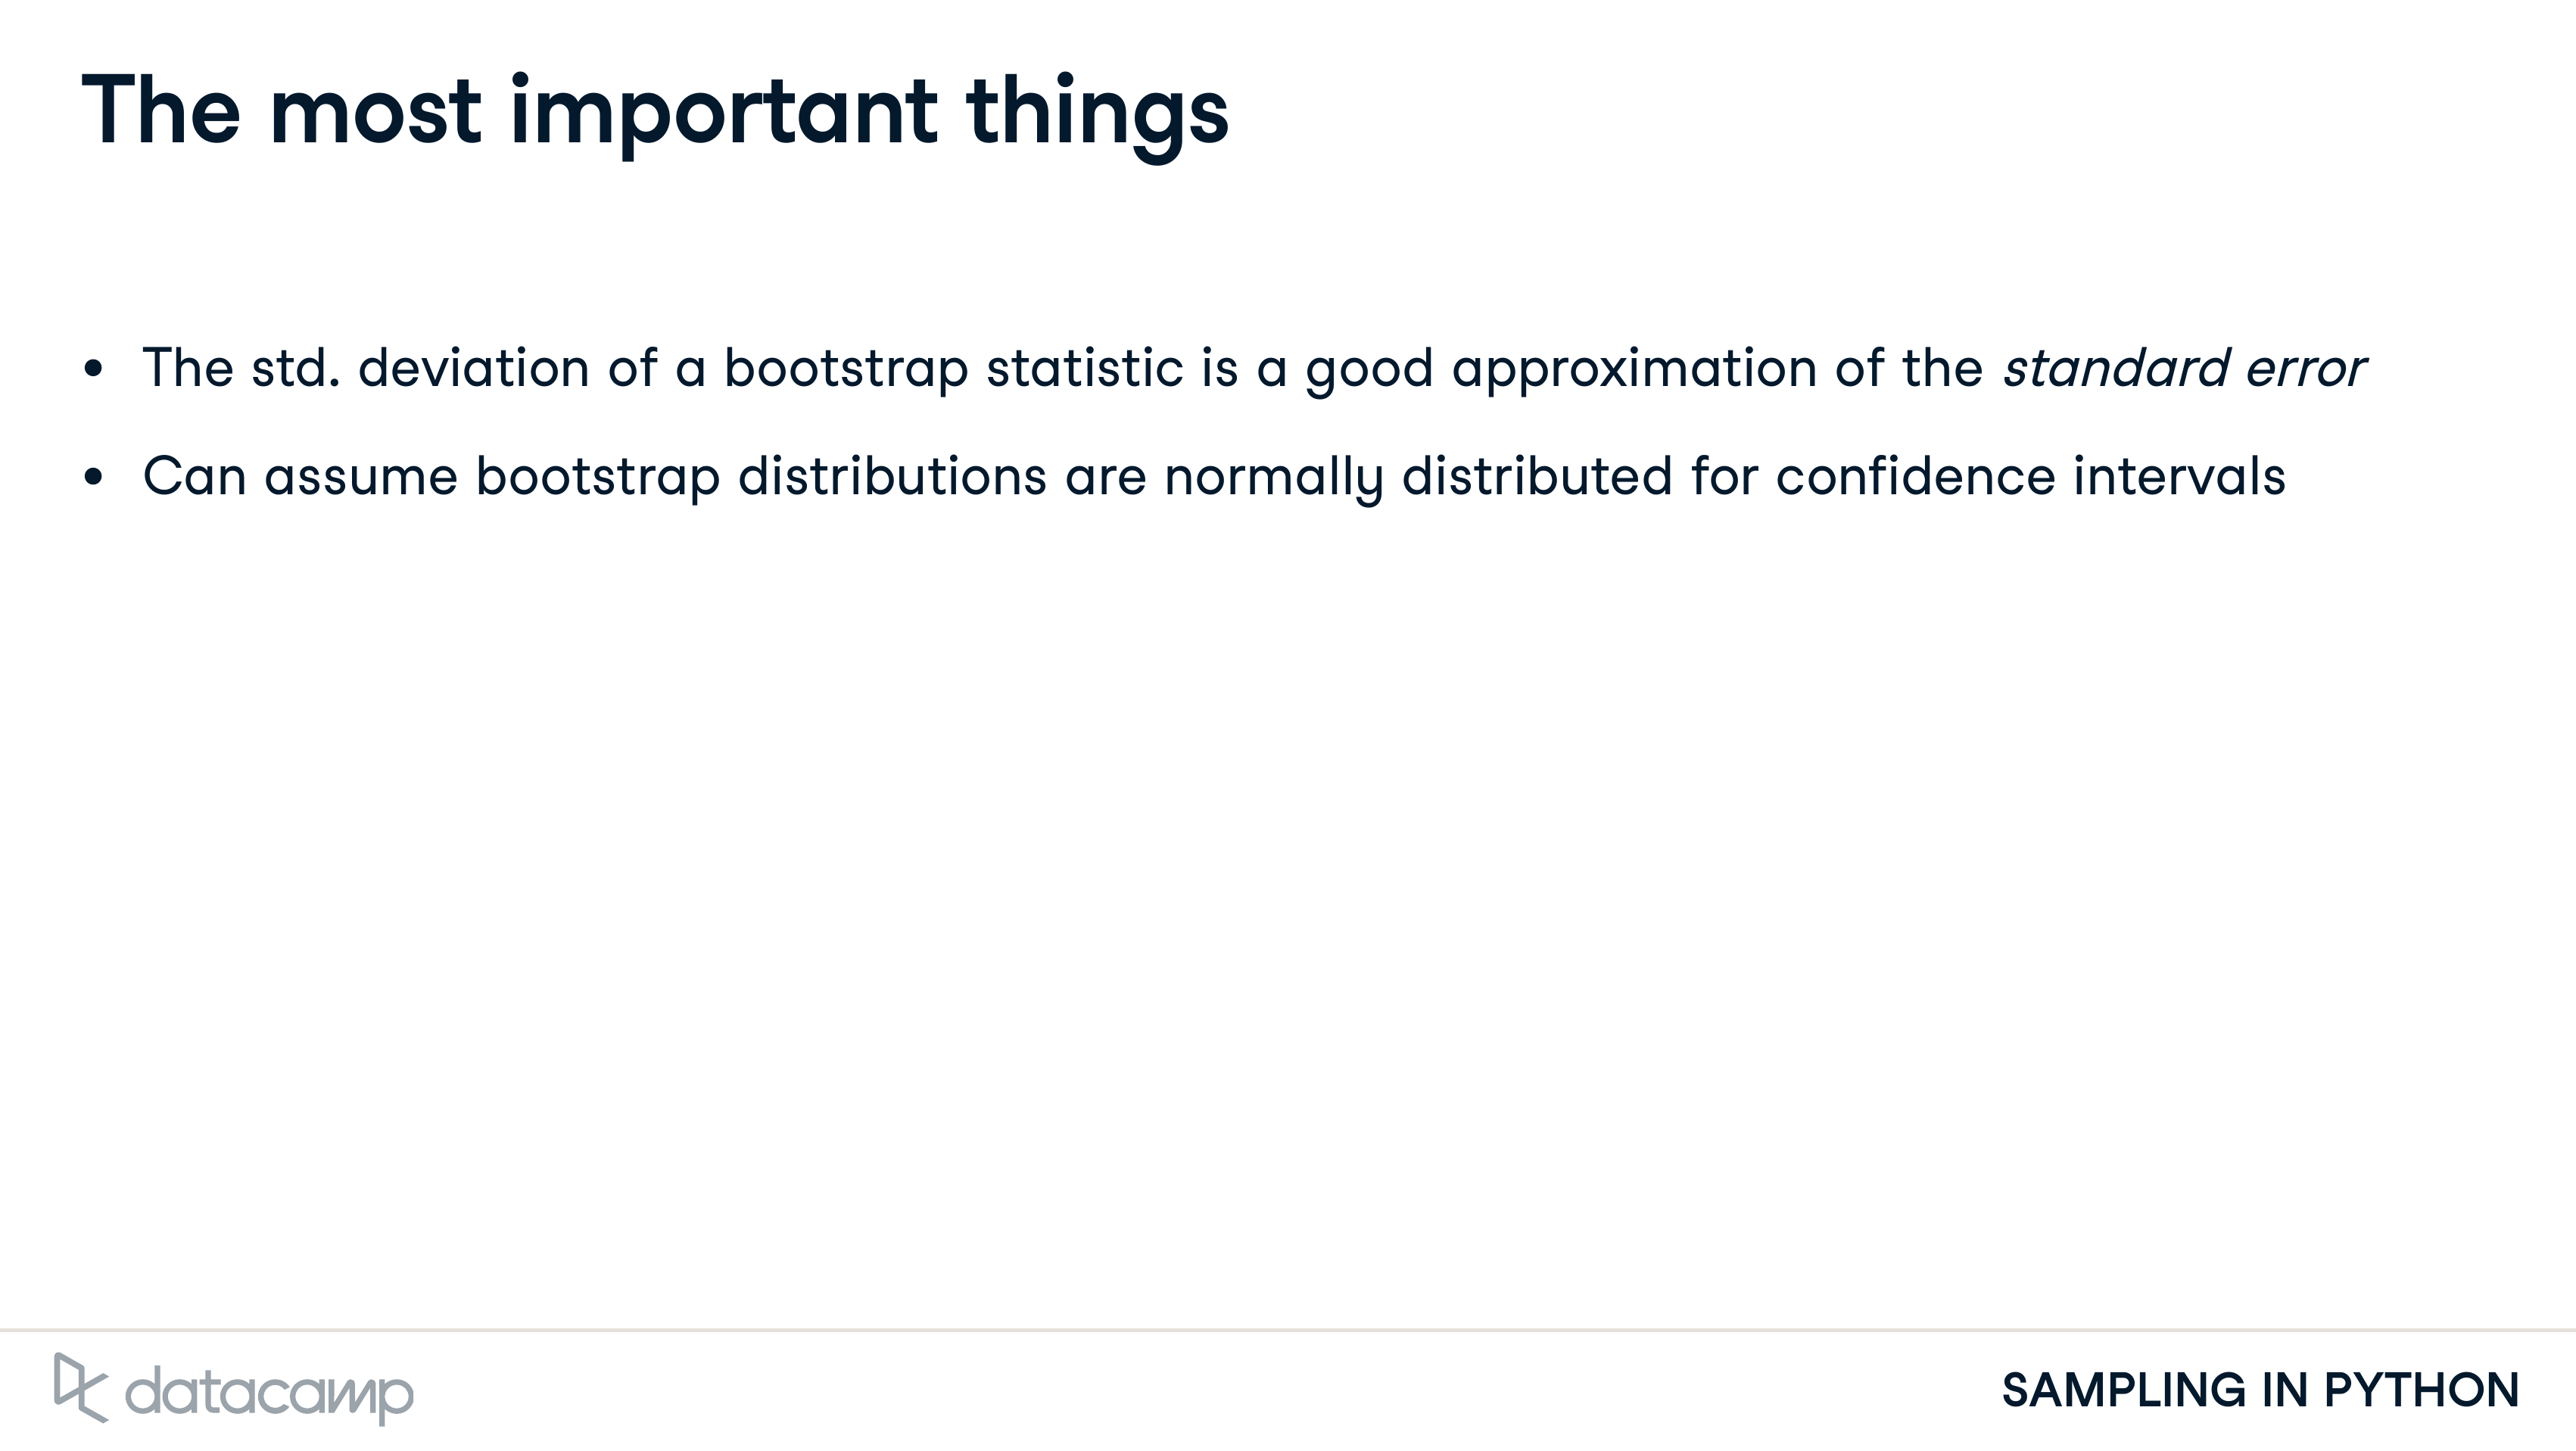 The most important things
• The std. deviation of a bootstrap statistic is a good approximation of the standard error
• Can assume bootstrap distributions are normally distributed for confidence intervals
datacamp
SAMPLING IN PYTHON